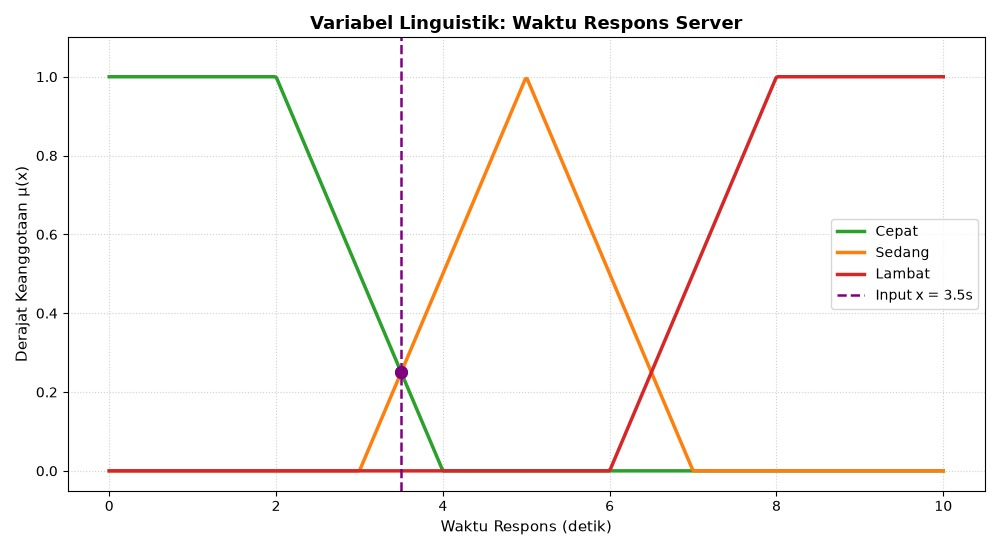 Variabel Linguistik: Waktu Respons Server
Derajat Keanggotaan μ(x)
1.0
0.8
0.6
0.4
0.2
0.0
Cepat
Sedang
Lambat
Input x = 3.5s
0 2 4 6 8 10
Waktu Respons (detik)